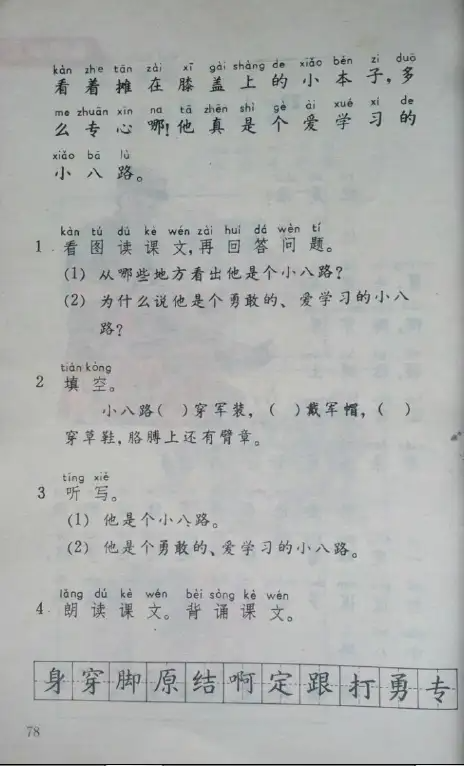 kàn zhe tān zài xī gài shàng de xiǎo běn zi duō
看着摊在膝盖上的小本子,多
me zhuān xīn na tā zhēn shì gè ài xué xí de
么专心哪!他真是个爱学习的
xiǎo bā lù
小八路。
kàn tú dú kè wén zài huí dá wèn tí
1. 看图读课文,再回答问题。
(1) 从哪些地方看出他是个小八路?
(2) 为什么说他是个勇敢的、爱学习的小八
路?
tián kòng
2 填空。
小八路( )穿军装,( )戴军帽,( )
穿草鞋,胳膊上还有臂章。
tīng xiě
3 听写。
(1) 他是个小八路。
(2) 他是个勇敢的、爱学习的小八路。
lǎng dú kè wén bèi sòng kè wén
4. 朗读课文。背诵课文。
身穿脚原结啊定跟打勇专
78